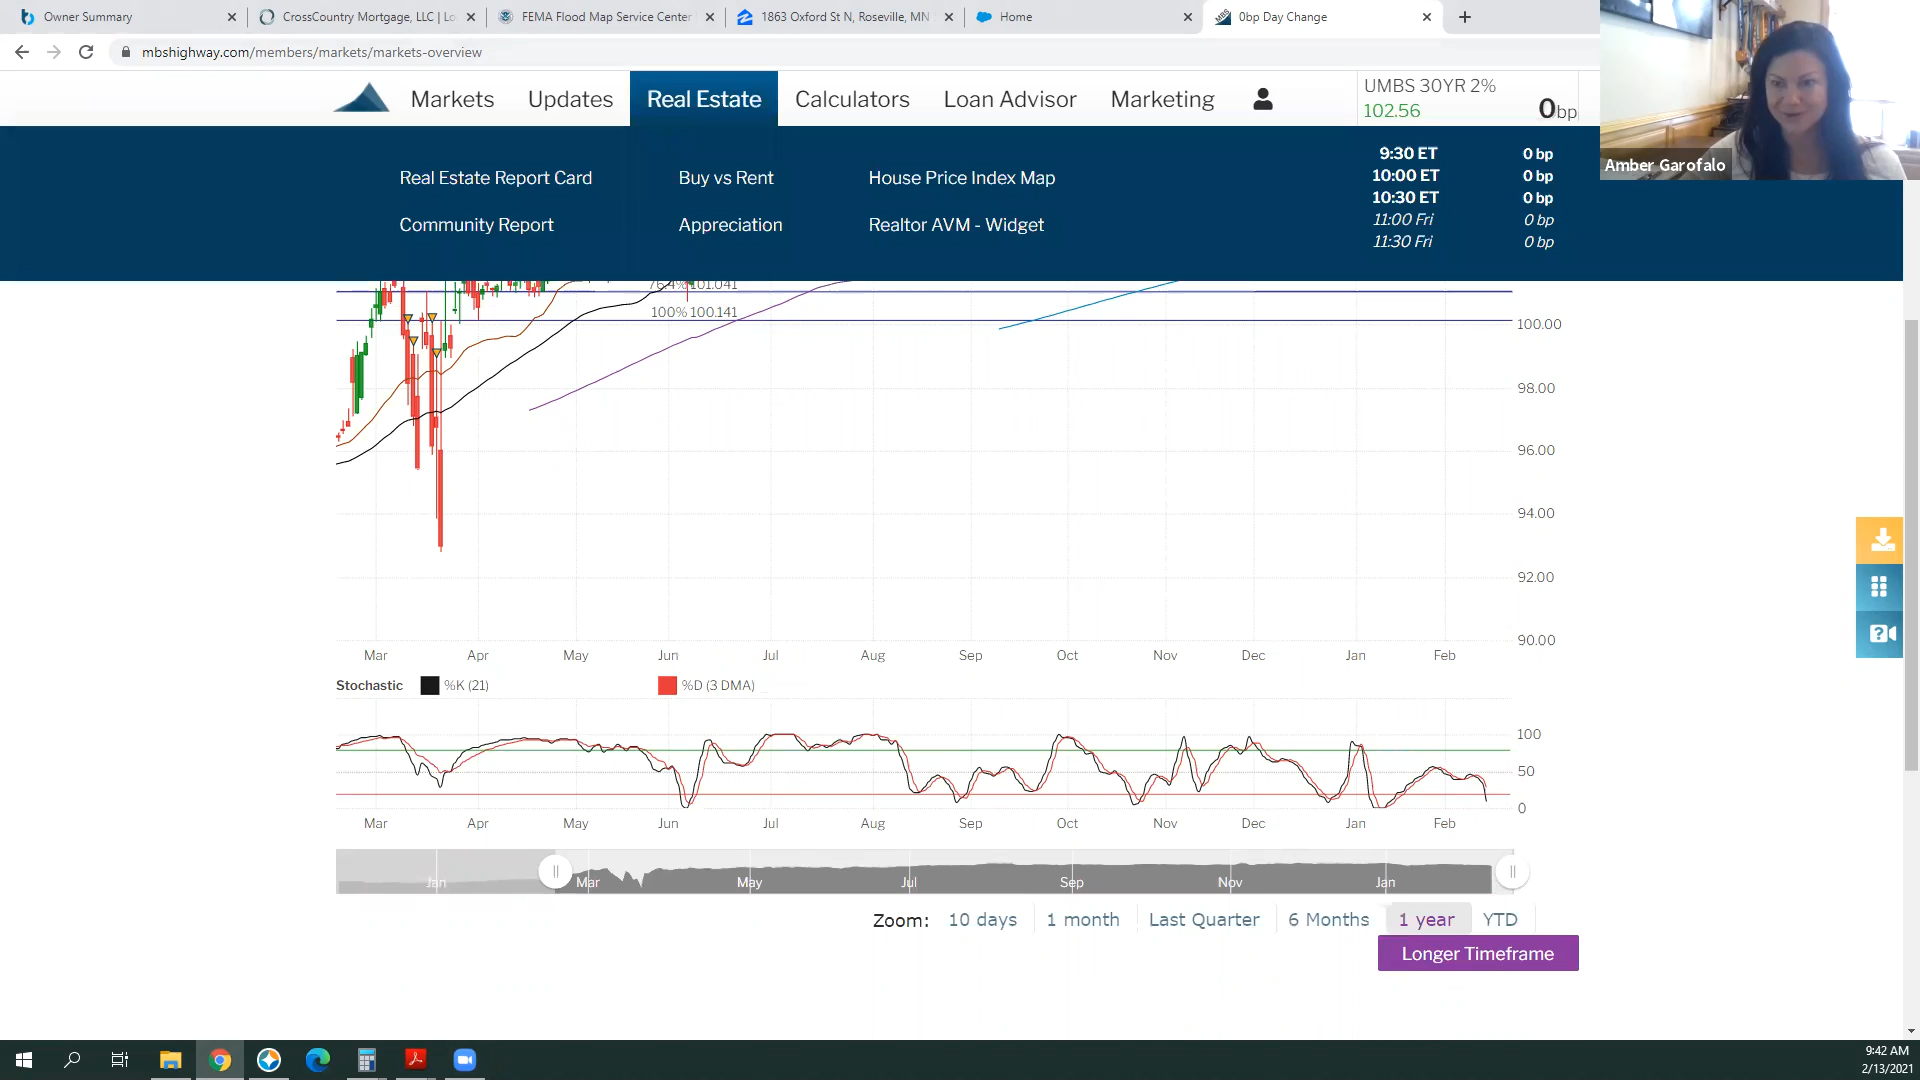 Owner Summary
CrossCountry Mortgage, LLC | Lo
FEMA Flood Map Service Center
1863 Oxford St N, Roseville, MN
Home
0bp Day Change
mbshighway.com/members/markets/markets-overview
Markets
Updates
Real Estate
Calculators
Loan Advisor
Marketing
UMBS 30YR 2%
102.56
0bp
Amber Garofalo
Real Estate Report Card
Buy vs Rent
House Price Index Map
Community Report
Appreciation
Realtor AVM - Widget
9:30 ET 0 bp
10:00 ET 0 bp
10:30 ET 0 bp
11:00 Fri 0 bp
11:30 Fri 0 bp
76.4% 101.041
100% 100.141
100.00
98.00
96.00
94.00
92.00
90.00
Mar Apr May Jun Jul Aug Sep Oct Nov Dec Jan Feb
Stochastic %K (21) %D (3 DMA)
100
50
0
Mar Apr May Jun Jul Aug Sep Oct Nov Dec Jan Feb
Jan Mar May Jul Sep Nov Jan
Zoom: 10 days 1 month Last Quarter 6 Months 1 year YTD
Longer Timeframe
9:42 AM
2/13/2021